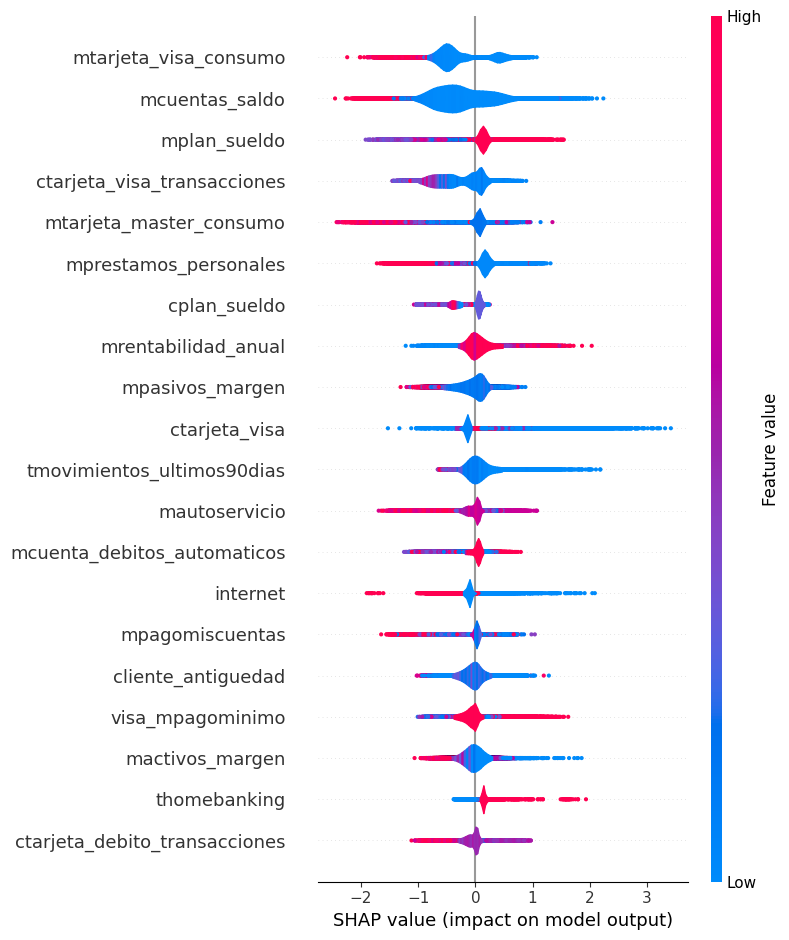 High
mtarjeta_visa_consumo
mcuentas_saldo
mplan_sueldo
ctarjeta_visa_transacciones
mtarjeta_master_consumo
mprestamos_personales
cplan_sueldo
mrentabilidad_anual
mpasivos_margen
ctarjeta_visa
tmovimientos_ultimos90dias
mautoservicio
mcuenta_debitos_automaticos
internet
mpagomiscuentas
cliente_antiguedad
visa_mpagominimo
mactivos_margen
thomebanking
ctarjeta_debito_transacciones
Feature value
Low
−2 −1 0 1 2 3
SHAP value (impact on model output)